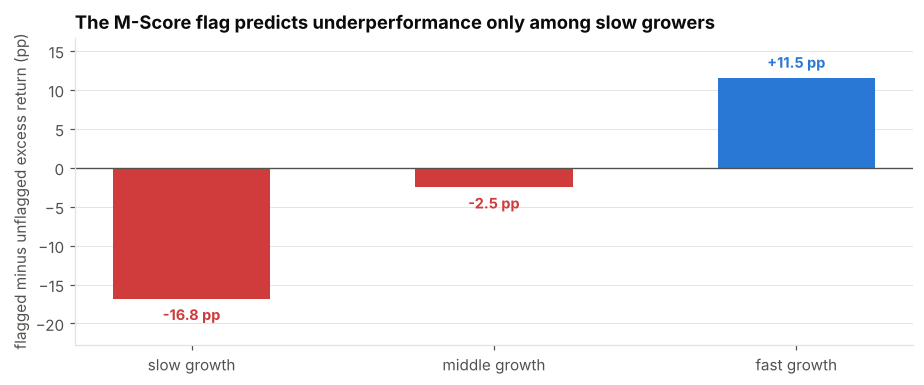 The M-Score flag predicts underperformance only among slow growers
flagged minus unflagged excess return (pp)
15
10
5
0
−5
−10
−15
−20
+11.5 pp
-2.5 pp
-16.8 pp
slow growth
middle growth
fast growth